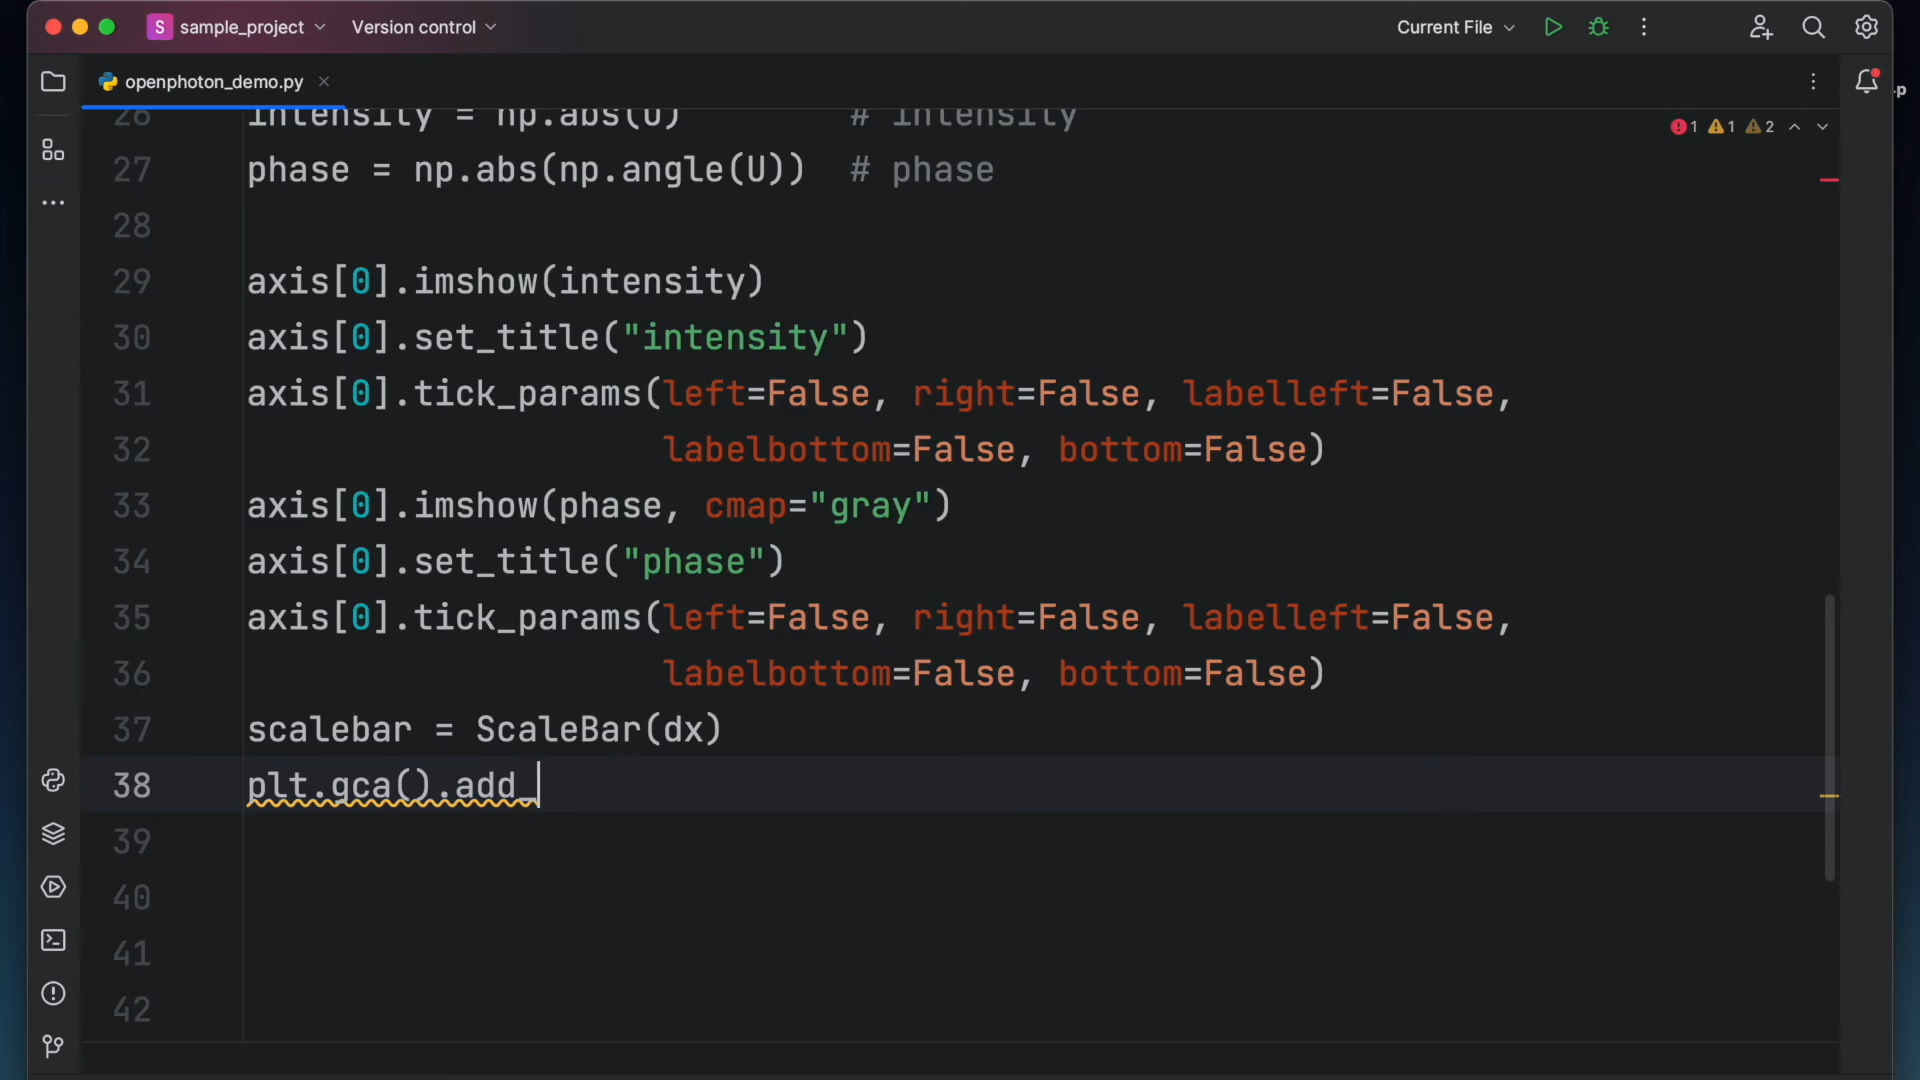 S sample_project Version control Current File
openphoton_demo.py
1 1 2
26 intensity = np.abs(U) # intensity
27 phase = np.abs(np.angle(U)) # phase
28
29 axis[0].imshow(intensity)
30 axis[0].set_title("intensity")
31 axis[0].tick_params(left=False, right=False, labelleft=False,
32 labelbottom=False, bottom=False)
33 axis[0].imshow(phase, cmap="gray")
34 axis[0].set_title("phase")
35 axis[0].tick_params(left=False, right=False, labelleft=False,
36 labelbottom=False, bottom=False)
37 scalebar = ScaleBar(dx)
38 plt.gca().add_
39
40
41
42